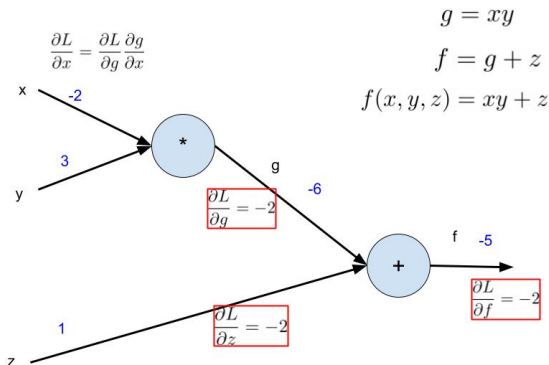 g = xy
∂L/∂x = ∂L/∂g ∂g/∂x
f = g + z
x
-2
f(x, y, z) = xy + z
*
3
y
g
-6
∂L/∂g = −2
f
-5
+
∂L/∂f = −2
1
∂L/∂z = −2
z